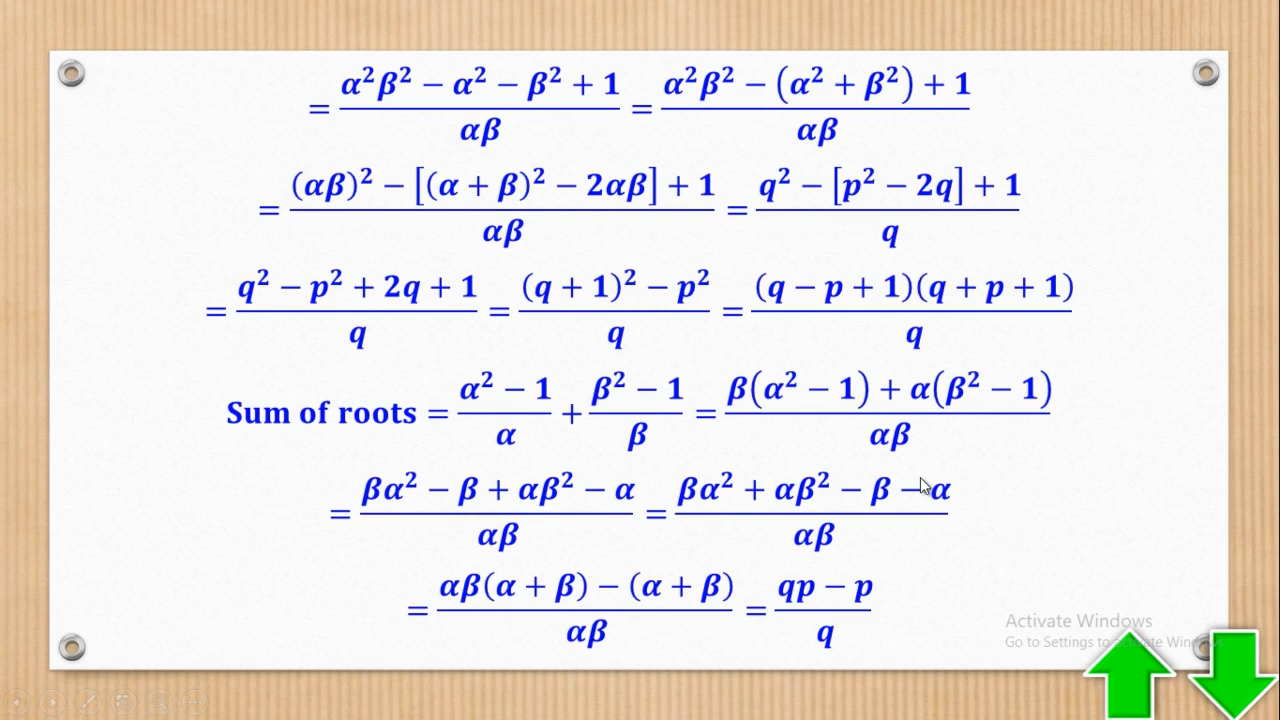 = (α²β² − α² − β² + 1)/(αβ) = (α²β² − (α² + β²) + 1)/(αβ)
= ((αβ)² − [(α + β)² − 2αβ] + 1)/(αβ) = (q² − [p² − 2q] + 1)/q
= (q² − p² + 2q + 1)/q = ((q + 1)² − p²)/q = ((q − p + 1)(q + p + 1))/q
Sum of roots = (α² − 1)/α + (β² − 1)/β = (β(α² − 1) + α(β² − 1))/(αβ)
= (βα² − β + αβ² − α)/(αβ) = (βα² + αβ² − β − α)/(αβ)
= (αβ(α + β) − (α + β))/(αβ) = (qp − p)/q
Activate Windows
Go to Settings to activate Windows.